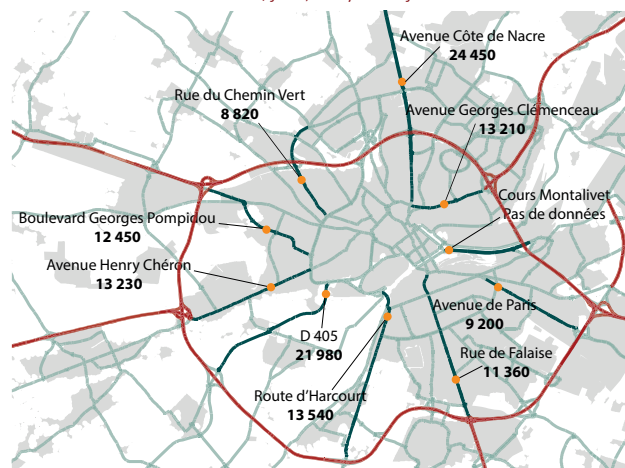 Avenue Côte de Nacre
24 450
Rue du Chemin Vert
8 820
Avenue Georges Clémenceau
13 210
Cours Montalivet
Pas de données
Boulevard Georges Pompidou
12 450
Avenue Henry Chéron
13 230
Avenue de Paris
9 200
D 405
21 980
Rue de Falaise
11 360
Route d'Harcourt
13 540